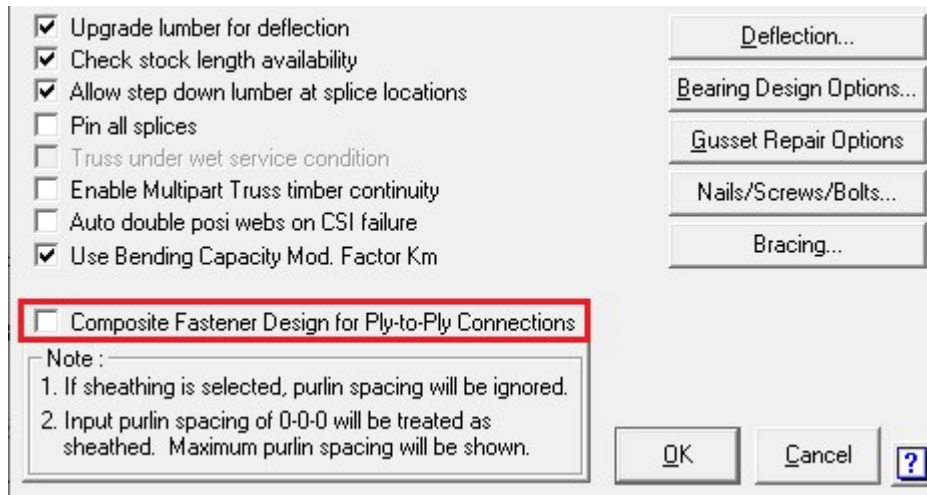 Upgrade lumber for deflection
Check stock length availability
Allow step down lumber at splice locations
Pin all splices
Truss under wet service condition
Enable Multipart Truss timber continuity
Auto double posi webs on CSI failure
Use Bending Capacity Mod. Factor Km
Deflection...
Bearing Design Options...
Gusset Repair Options
Nails/Screws/Bolts...
Bracing...
Composite Fastener Design for Ply-to-Ply Connections
Note :
1. If sheathing is selected, purlin spacing will be ignored.
2. Input purlin spacing of 0-0-0 will be treated as
sheathed. Maximum purlin spacing will be shown.
OK
Cancel
?